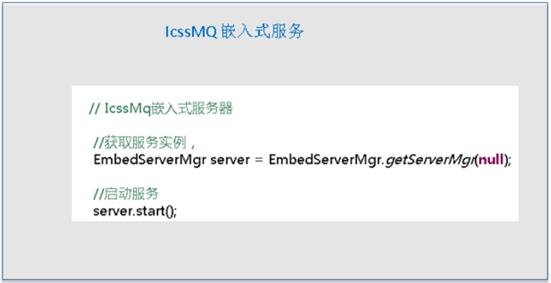 IcssMQ 嵌入式服务
// IcssMq嵌入式服务器
//获取服务实例，
EmbedServerMgr server = EmbedServerMgr.getServerMgr(null);
//启动服务
server.start();